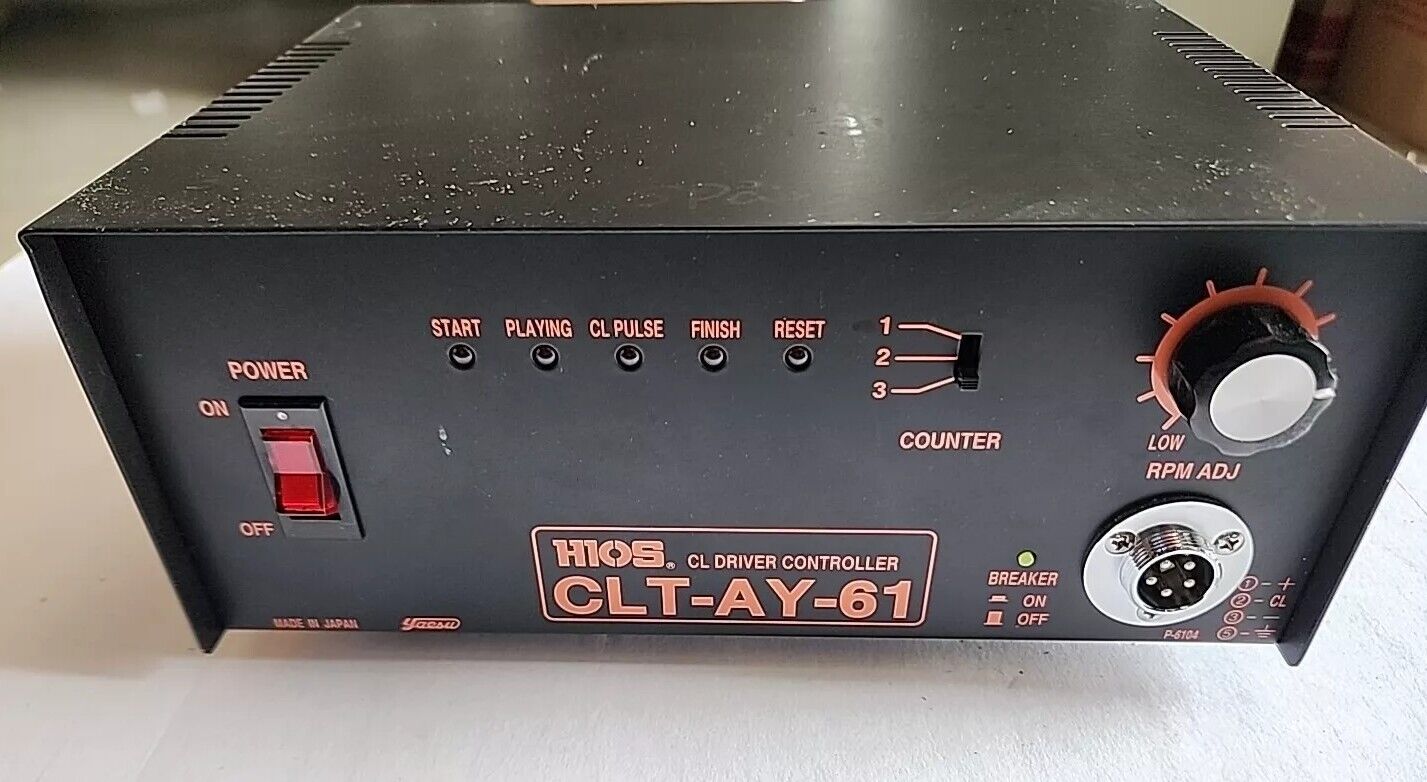 START PLAYING CL PULSE FINISH RESET
1
2
3
COUNTER
POWER
ON
OFF
LOW
RPM ADJ
HIOS® CL DRIVER CONTROLLER
CLT-AY-61
BREAKER
ON
OFF
① - +
② - CL
③ - −
⑤ - ⏚
P-6104
MADE IN JAPAN Yaesu